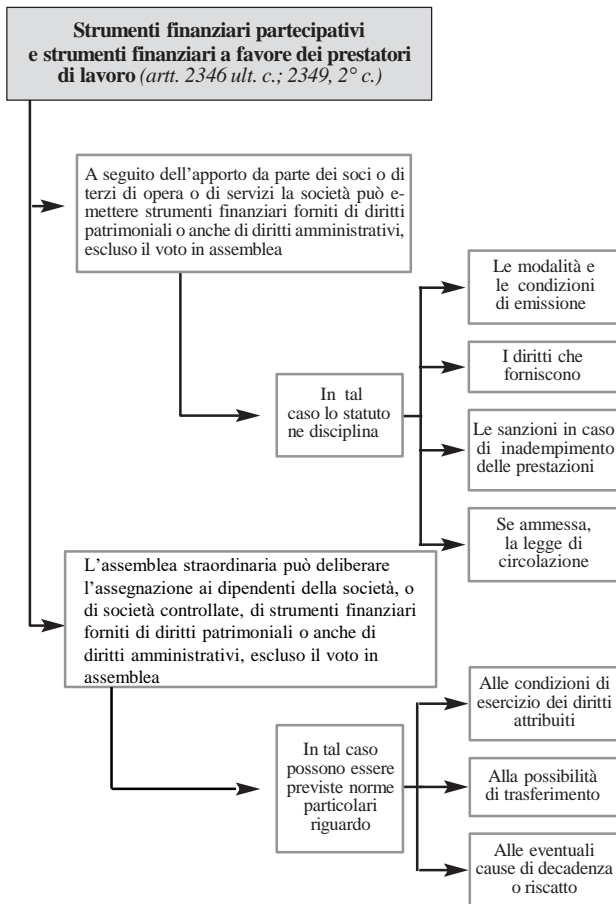 Strumenti finanziari partecipativi
e strumenti finanziari a favore dei prestatori
di lavoro (artt. 2346 ult. c.; 2349, 2° c.)
A seguito dell'apporto da parte dei soci o di
terzi di opera o di servizi la società può e-
mettere strumenti finanziari forniti di diritti
patrimoniali o anche di diritti amministrativi,
escluso il voto in assemblea
In tal
caso lo statuto
ne disciplina
Le modalità e
le condizioni
di emissione
I diritti che
forniscono
Le sanzioni in caso
di inadempimento
delle prestazioni
Se ammessa,
la legge di
circolazione
L'assemblea straordinaria può deliberare
l'assegnazione ai dipendenti della società, o
di società controllate, di strumenti finanziari
forniti di diritti patrimoniali o anche di
diritti amministrativi, escluso il voto in
assemblea
In tal caso
possono essere
previste norme
particolari
riguardo
Alle condizioni di
esercizio dei diritti
attribuiti
Alla possibilità
di trasferimento
Alle eventuali
cause di decadenza
o riscatto